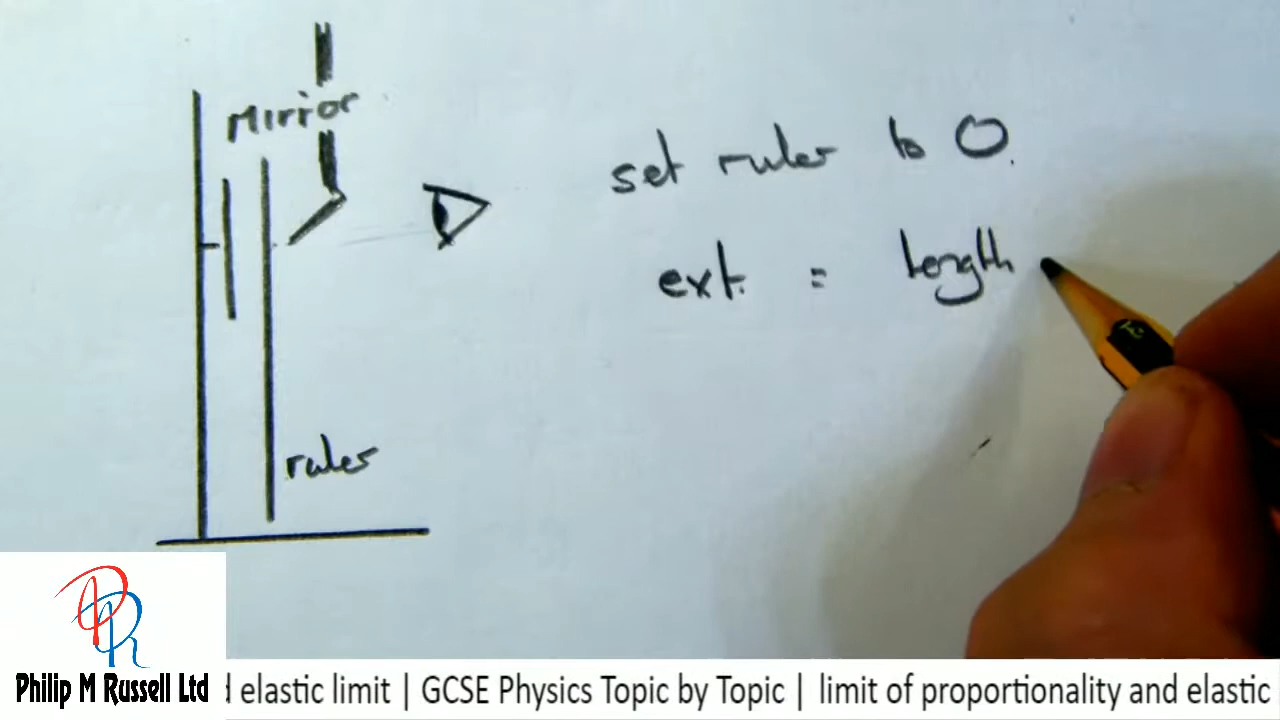 Mirror
set ruler to 0.
ext. = Length
ruler
E
PR
Philip M Russell Ltd
d elastic limit | GCSE Physics Topic by Topic | limit of proportionality and elastic